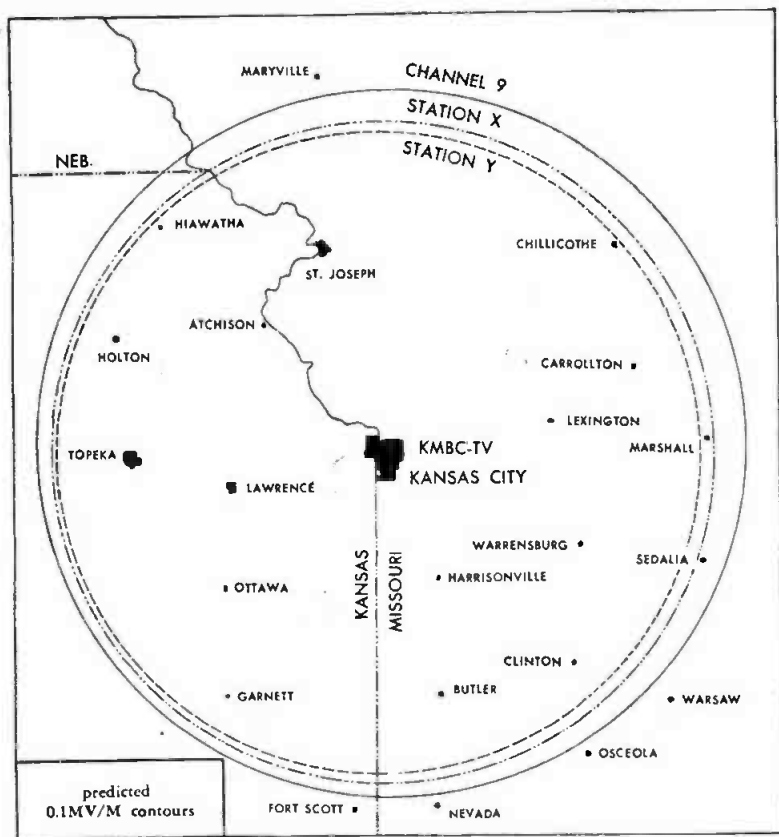 MARYVILLE
CHANNEL 9
STATION X
STATION Y
NEB.
HIAWATHA
CHILLICOTHE
ST. JOSEPH
ATCHISON
HOLTON
CARROLLTON
LEXINGTON
KMBC-TV
MARSHALL
TOPEKA
KANSAS CITY
LAWRENCE
WARRENSBURG
SEDALIA
KANSAS
MISSOURI
HARRISONVILLE
OTTAWA
CLINTON
GARNETT
BUTLER
WARSAW
OSCEOLA
predicted
0.1MV/M contours
FORT SCOTT
NEVADA